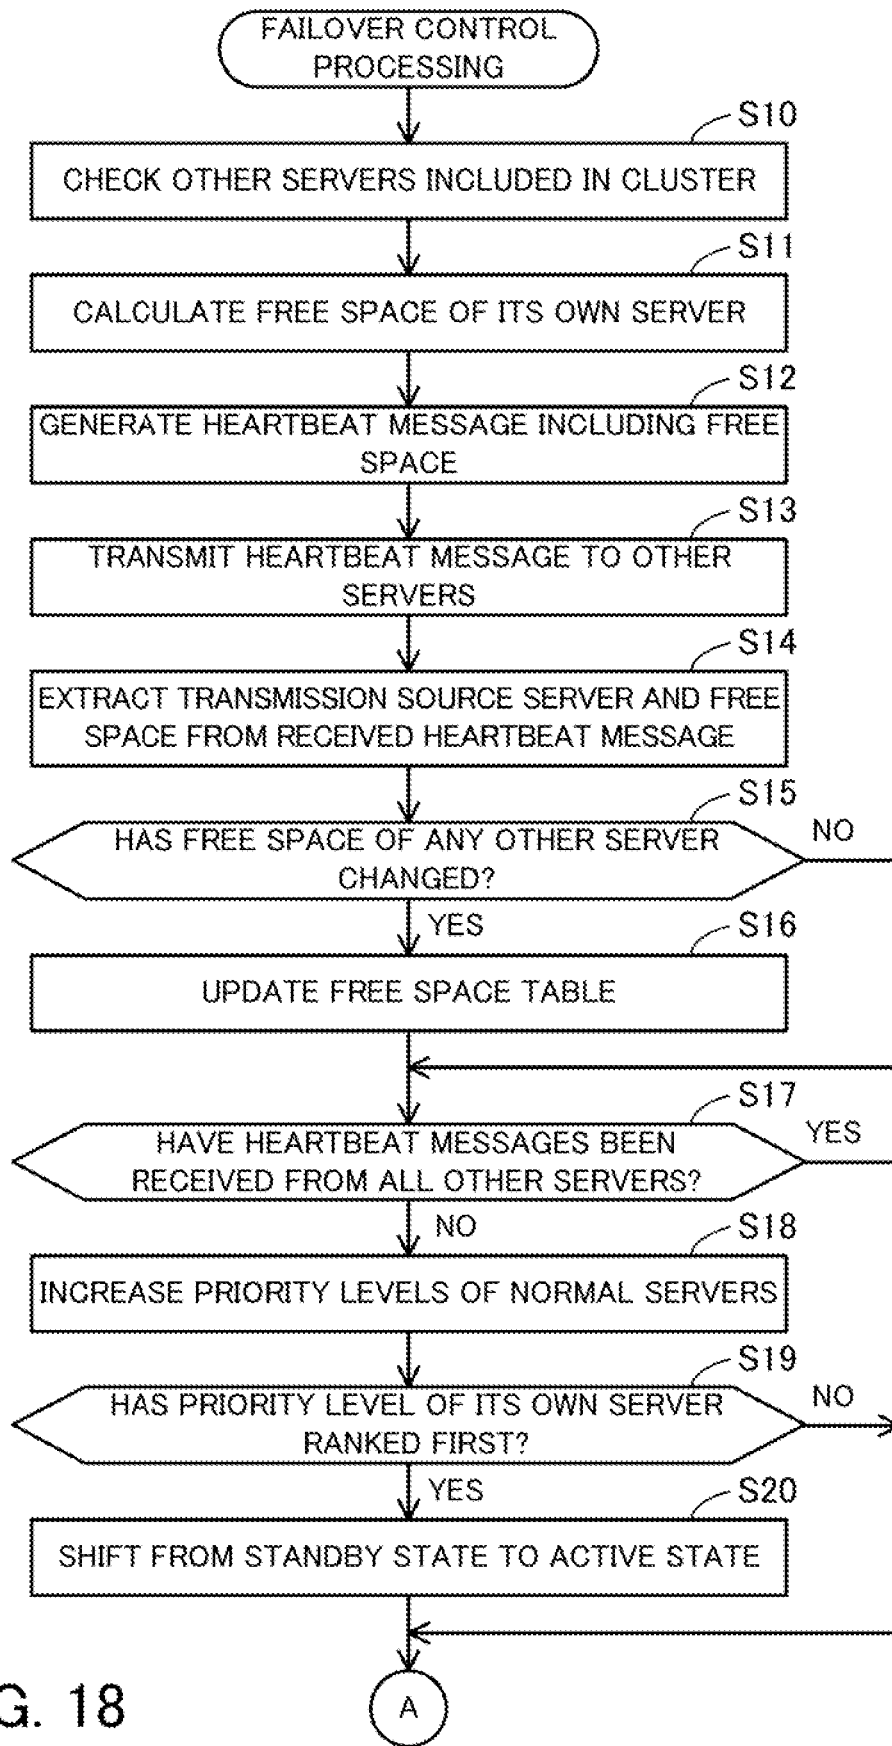 FAILOVER CONTROL
PROCESSING
S10
CHECK OTHER SERVERS INCLUDED IN CLUSTER
S11
CALCULATE FREE SPACE OF ITS OWN SERVER
S12
GENERATE HEARTBEAT MESSAGE INCLUDING FREE
SPACE
S13
TRANSMIT HEARTBEAT MESSAGE TO OTHER
SERVERS
S14
EXTRACT TRANSMISSION SOURCE SERVER AND FREE
SPACE FROM RECEIVED HEARTBEAT MESSAGE
S15
HAS FREE SPACE OF ANY OTHER SERVER
CHANGED?
NO
YES
S16
UPDATE FREE SPACE TABLE
S17
HAVE HEARTBEAT MESSAGES BEEN
RECEIVED FROM ALL OTHER SERVERS?
YES
NO
S18
INCREASE PRIORITY LEVELS OF NORMAL SERVERS
S19
HAS PRIORITY LEVEL OF ITS OWN SERVER
RANKED FIRST?
NO
YES
S20
SHIFT FROM STANDBY STATE TO ACTIVE STATE
A
G. 18